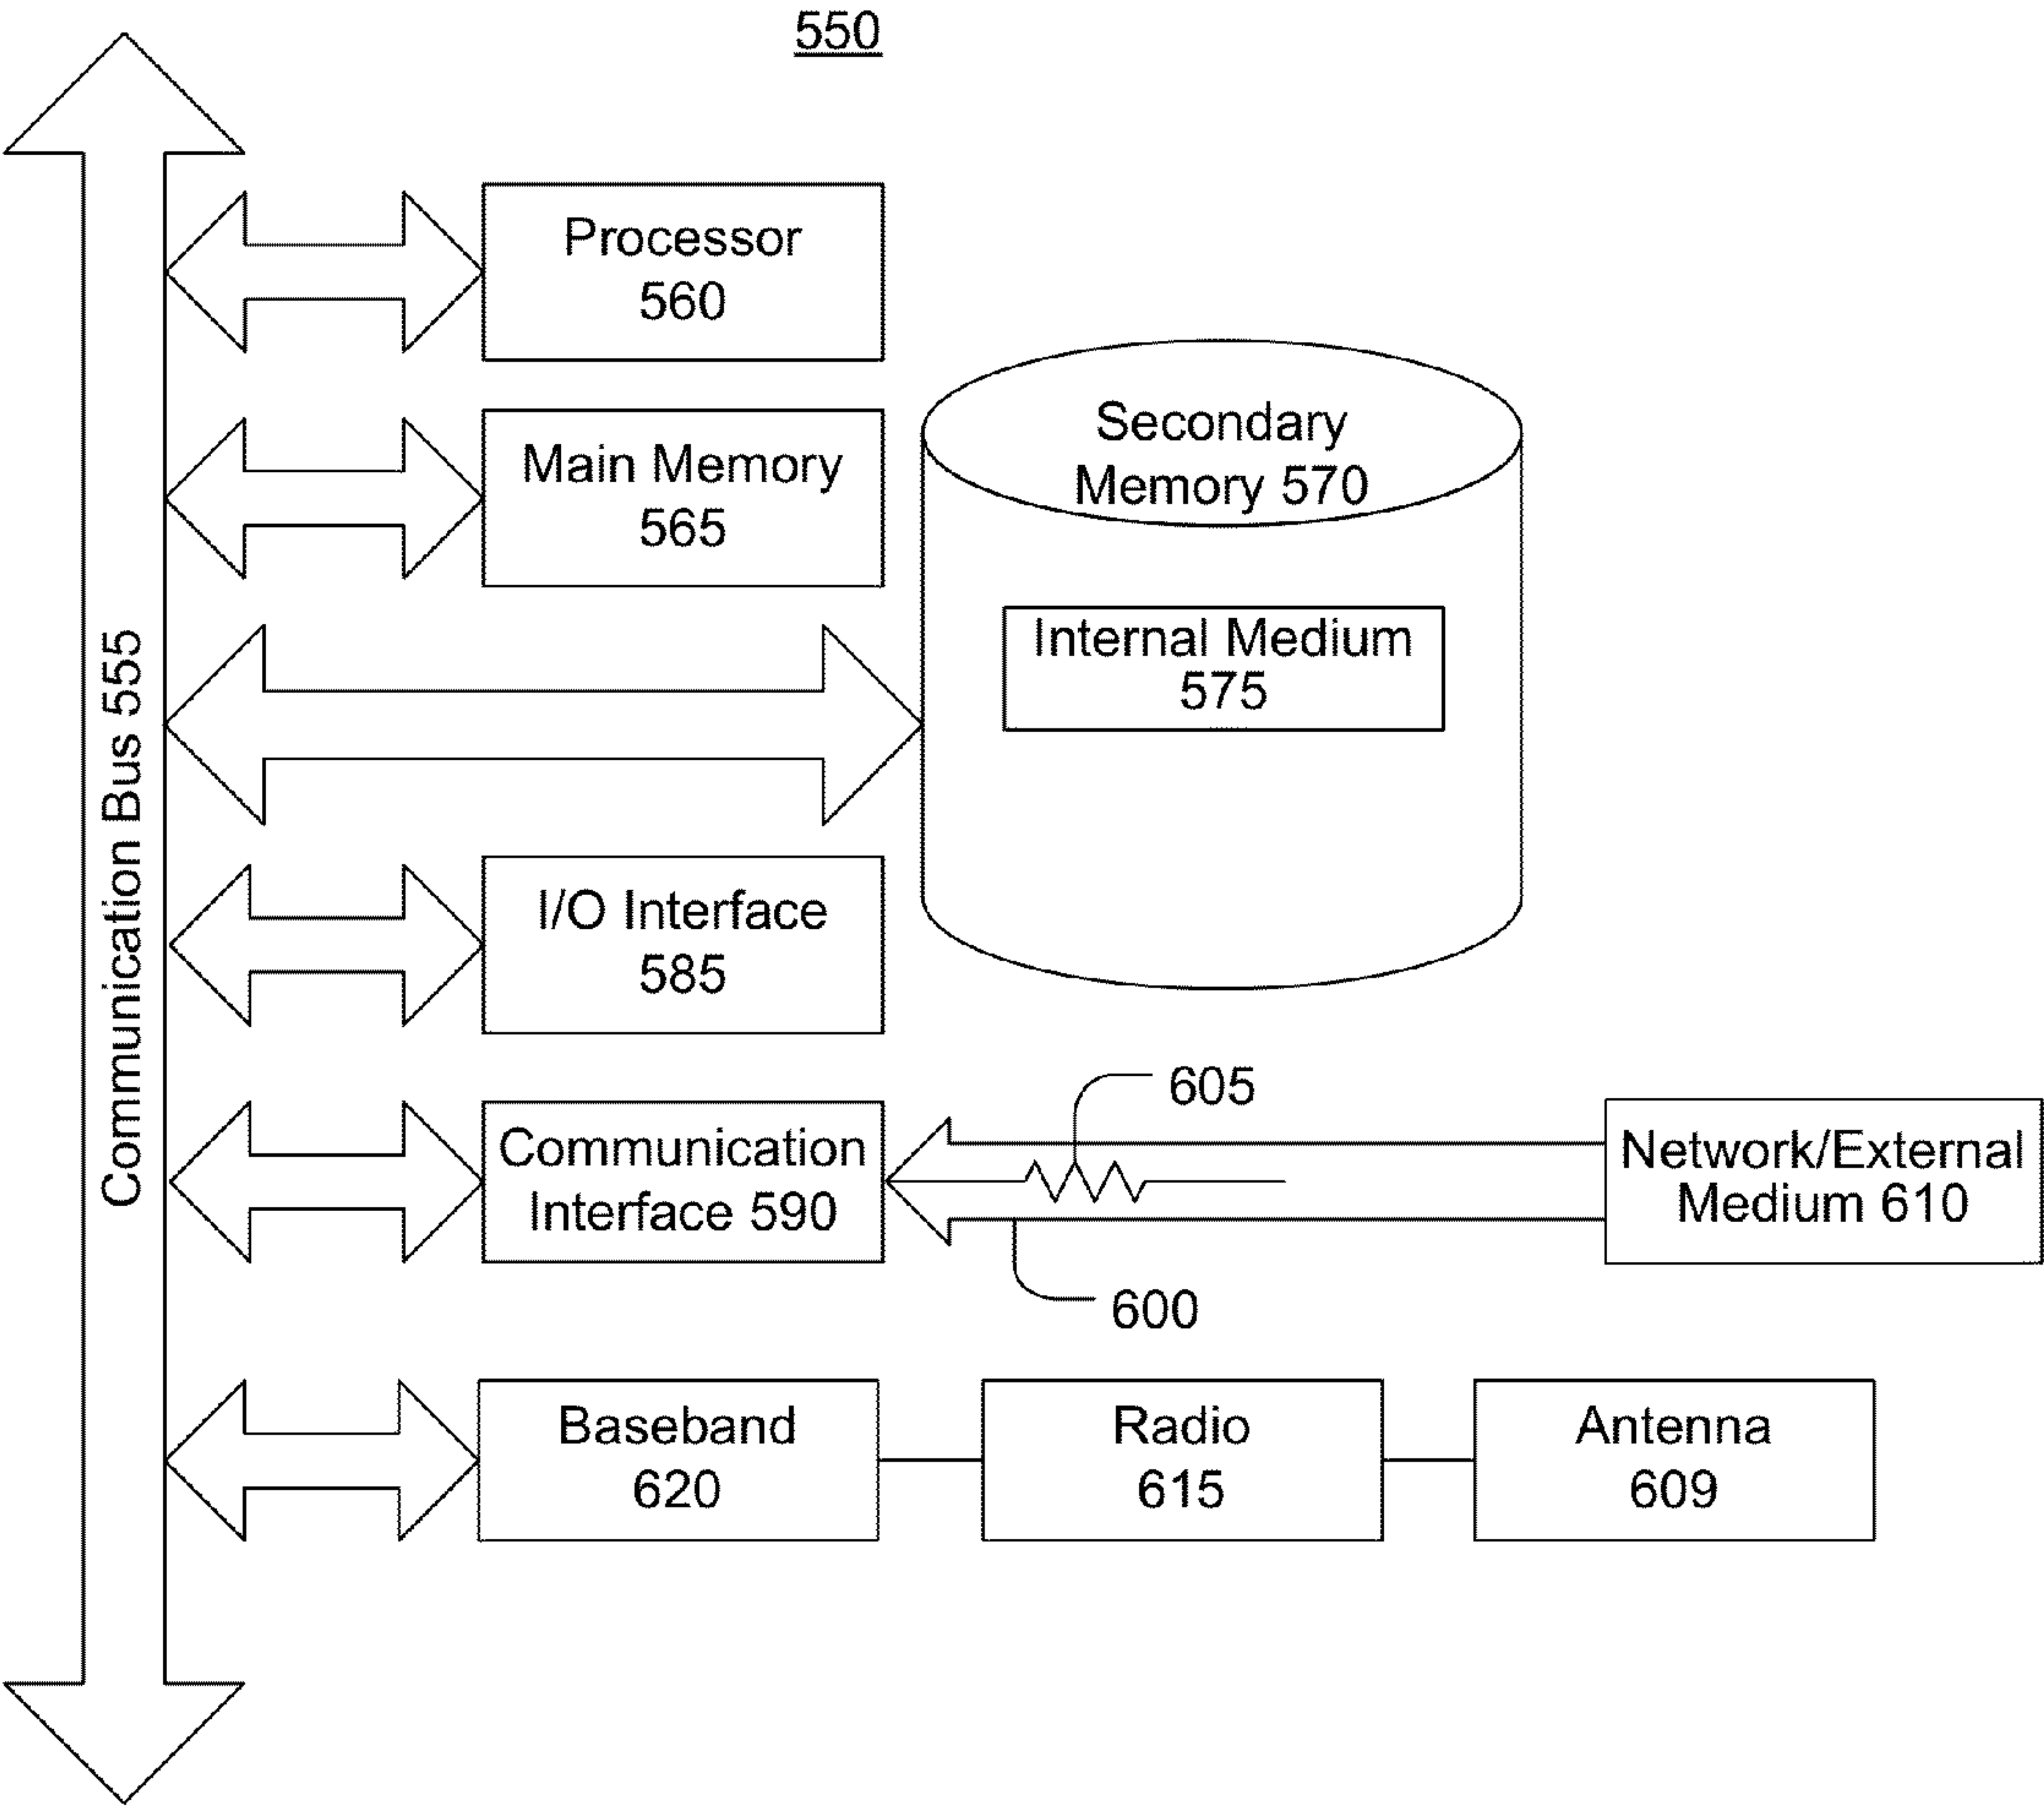 550
Communication Bus 555
Processor
560
Main Memory
565
Secondary
Memory 570
Internal Medium
575
I/O Interface
585
Communication
Interface 590
605
600
Network/External
Medium 610
Baseband
620
Radio
615
Antenna
609